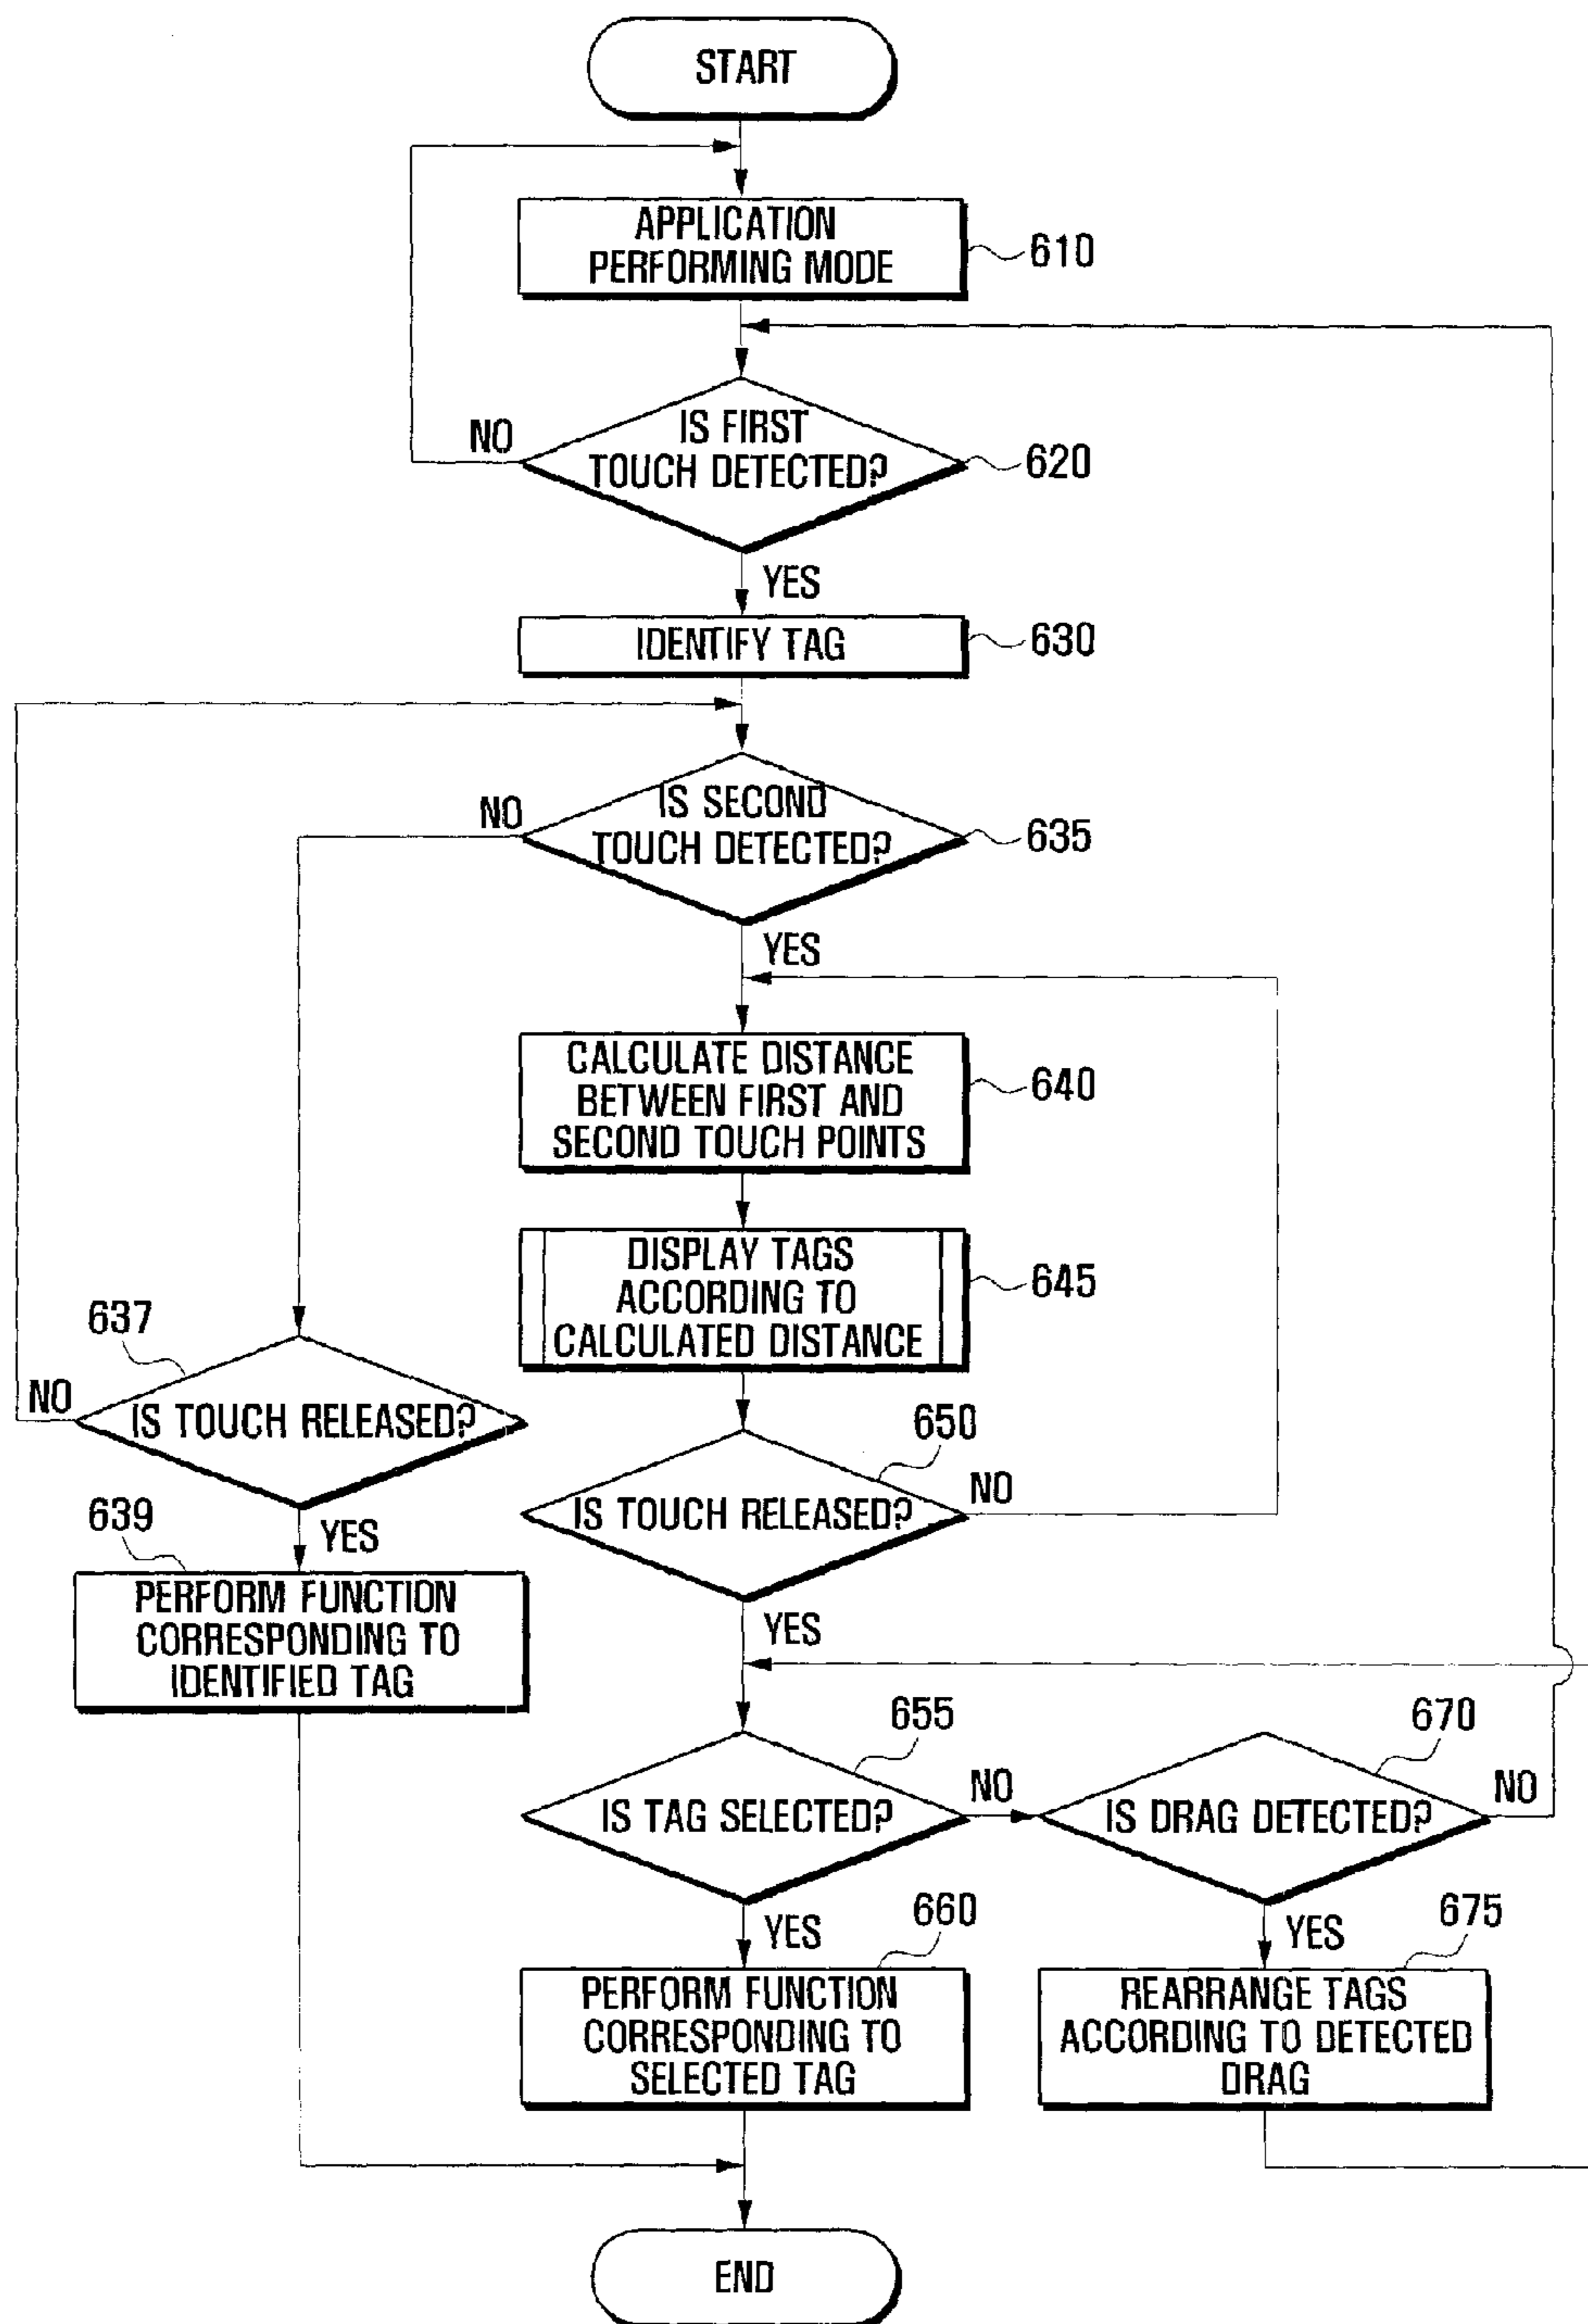 START
APPLICATION
PERFORMING MODE
610
IS FIRST
TOUCH DETECTED?
620
NO
YES
IDENTIFY TAG
630
IS SECOND
TOUCH DETECTED?
635
NO
YES
CALCULATE DISTANCE
BETWEEN FIRST AND
SECOND TOUCH POINTS
640
DISPLAY TAGS
ACCORDING TO
CALCULATED DISTANCE
645
637
NO
IS TOUCH RELEASED?
YES
639
PERFORM FUNCTION
CORRESPONDING TO
IDENTIFIED TAG
650
IS TOUCH RELEASED?
NO
YES
655
IS TAG SELECTED?
NO
YES
670
IS DRAG DETECTED?
NO
YES
660
PERFORM FUNCTION
CORRESPONDING TO
SELECTED TAG
675
REARRANGE TAGS
ACCORDING TO DETECTED
DRAG
END